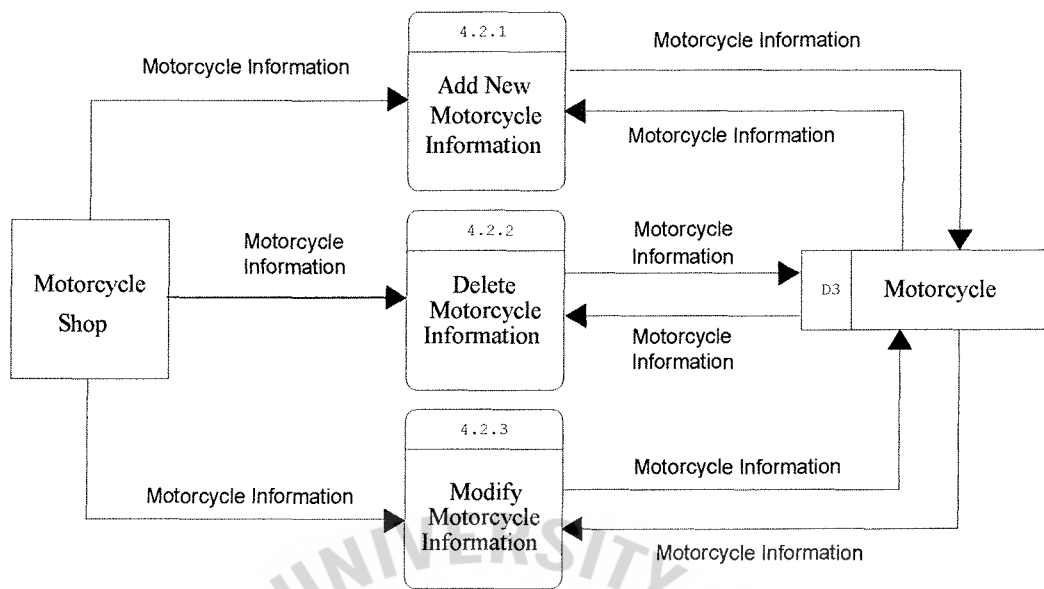 4.2.1
Motorcycle Information
Motorcycle Information
Add New
Motorcycle
Information
Motorcycle Information
4.2.2
Motorcycle
Information
Motorcycle
Information
Motorcycle
Shop
Delete
Motorcycle
Information
D3
Motorcycle
Motorcycle
Information
4.2.3
Motorcycle Information
Motorcycle Information
Modify
Motorcycle
Information
Motorcycle Information
UNIVERSITY